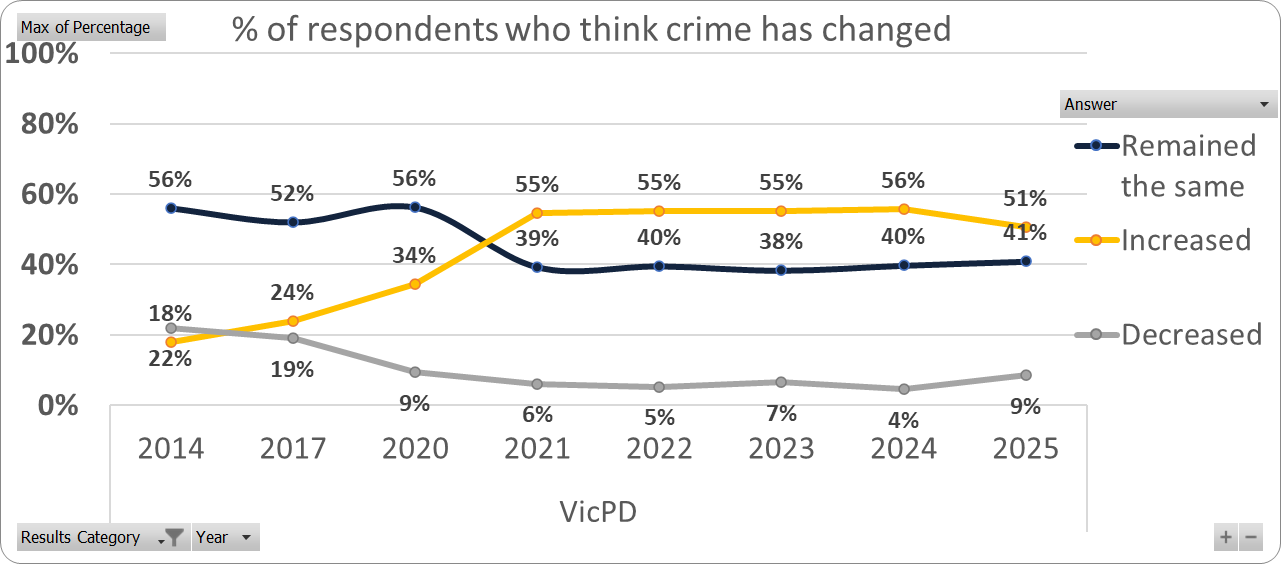 Max of Percentage
% of respondents who think crime has changed
100%
80%
60%
40%
20%
0%
Answer
Remained
the same
Increased
Decreased
56% 52% 56% 39% 40% 38% 40% 41%
18% 24% 34% 55% 55% 55% 56% 51%
22% 19% 9% 6% 5% 7% 4% 9%
2014 2017 2020 2021 2022 2023 2024 2025
VicPD
Results Category Year
+ −